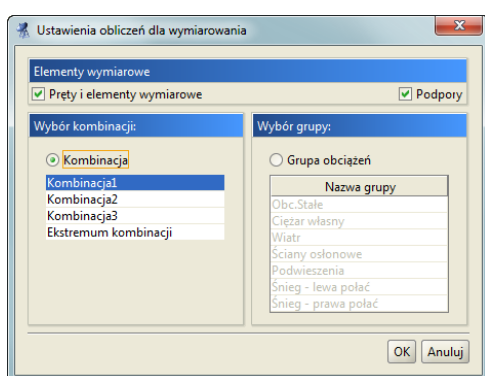 Ustawienia obliczeń dla wymiarowania
Elementy wymiarowe
Pręty i elementy wymiarowe
Podpory
Wybór kombinacji:
Kombinacja
Kombinacja1
Kombinacja2
Kombinacja3
Ekstremum kombinacji
Wybór grupy:
Grupa obciążeń
Nazwa grupy
Obc.Stałe
Ciężar własny
Wiatr
Ściany osłonowe
Podwieszenia
Śnieg - lewa połać
Śnieg - prawa połać
OK
Anuluj